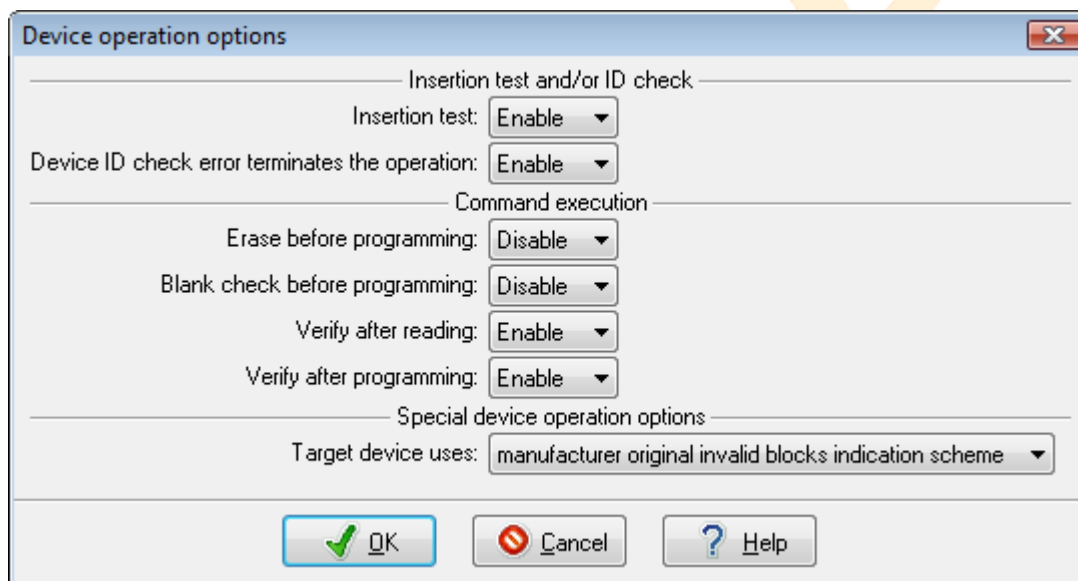 Device operation options
Insertion test and/or ID check
Insertion test: Enable
Device ID check error terminates the operation: Enable
Command execution
Erase before programming: Disable
Blank check before programming: Disable
Verify after reading: Enable
Verify after programming: Enable
Special device operation options
Target device uses: manufacturer original invalid blocks indication scheme
OK Cancel Help